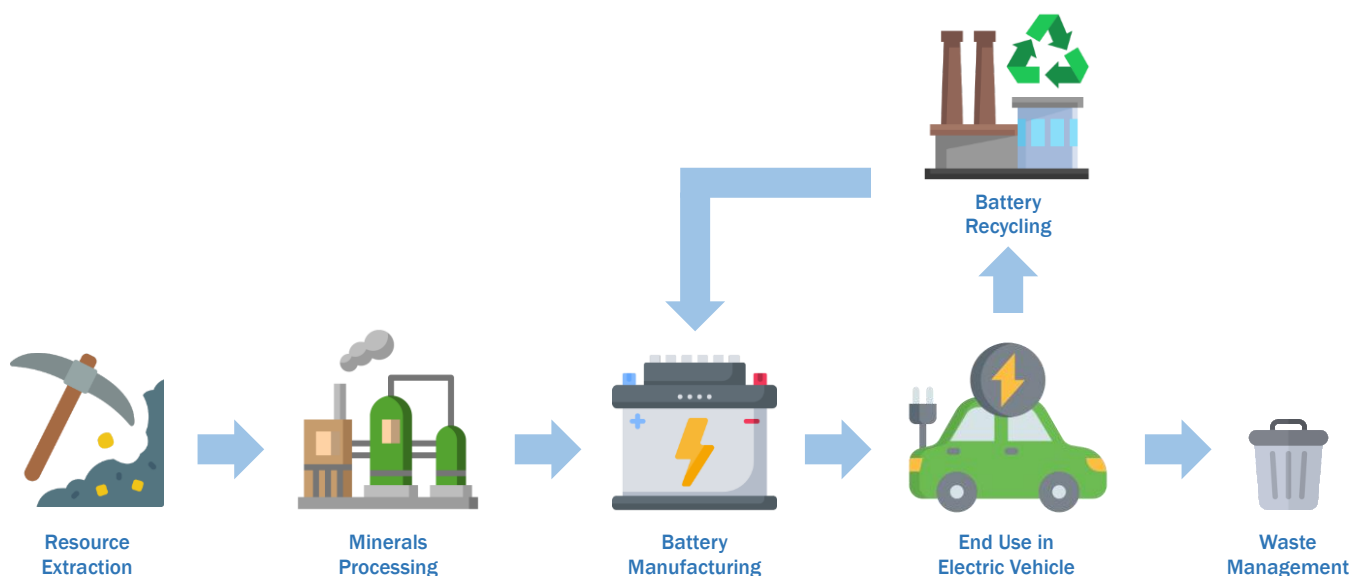 Battery
Recycling
Resource
Extraction
Minerals
Processing
Battery
Manufacturing
End Use in
Electric Vehicle
Waste
Management